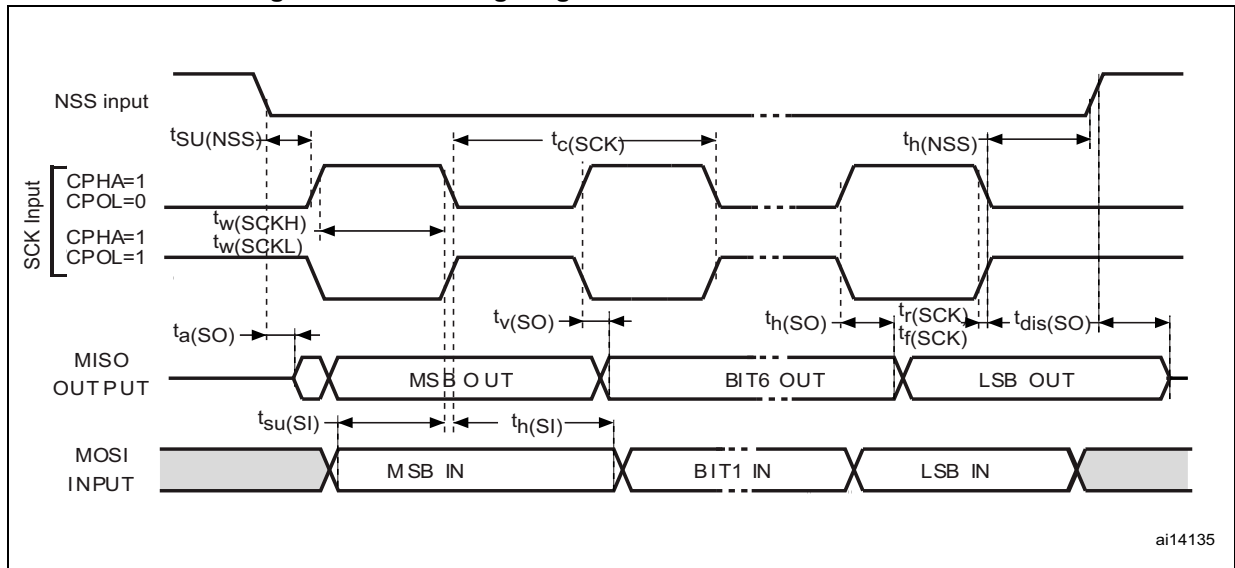 NSS input
tSU(NSS)
tc(SCK)
th(NSS)
SCK Input
CPHA=1
CPOL=0
CPHA=1
CPOL=1
tw(SCKH)
tw(SCKL)
ta(SO)
tv(SO)
th(SO)
tr(SCK)
tf(SCK)
tdis(SO)
MISO
OUTPUT
MSB OUT
BIT6 OUT
LSB OUT
tsu(SI)
th(SI)
MOSI
INPUT
MSB IN
BIT1 IN
LSB IN
ai14135